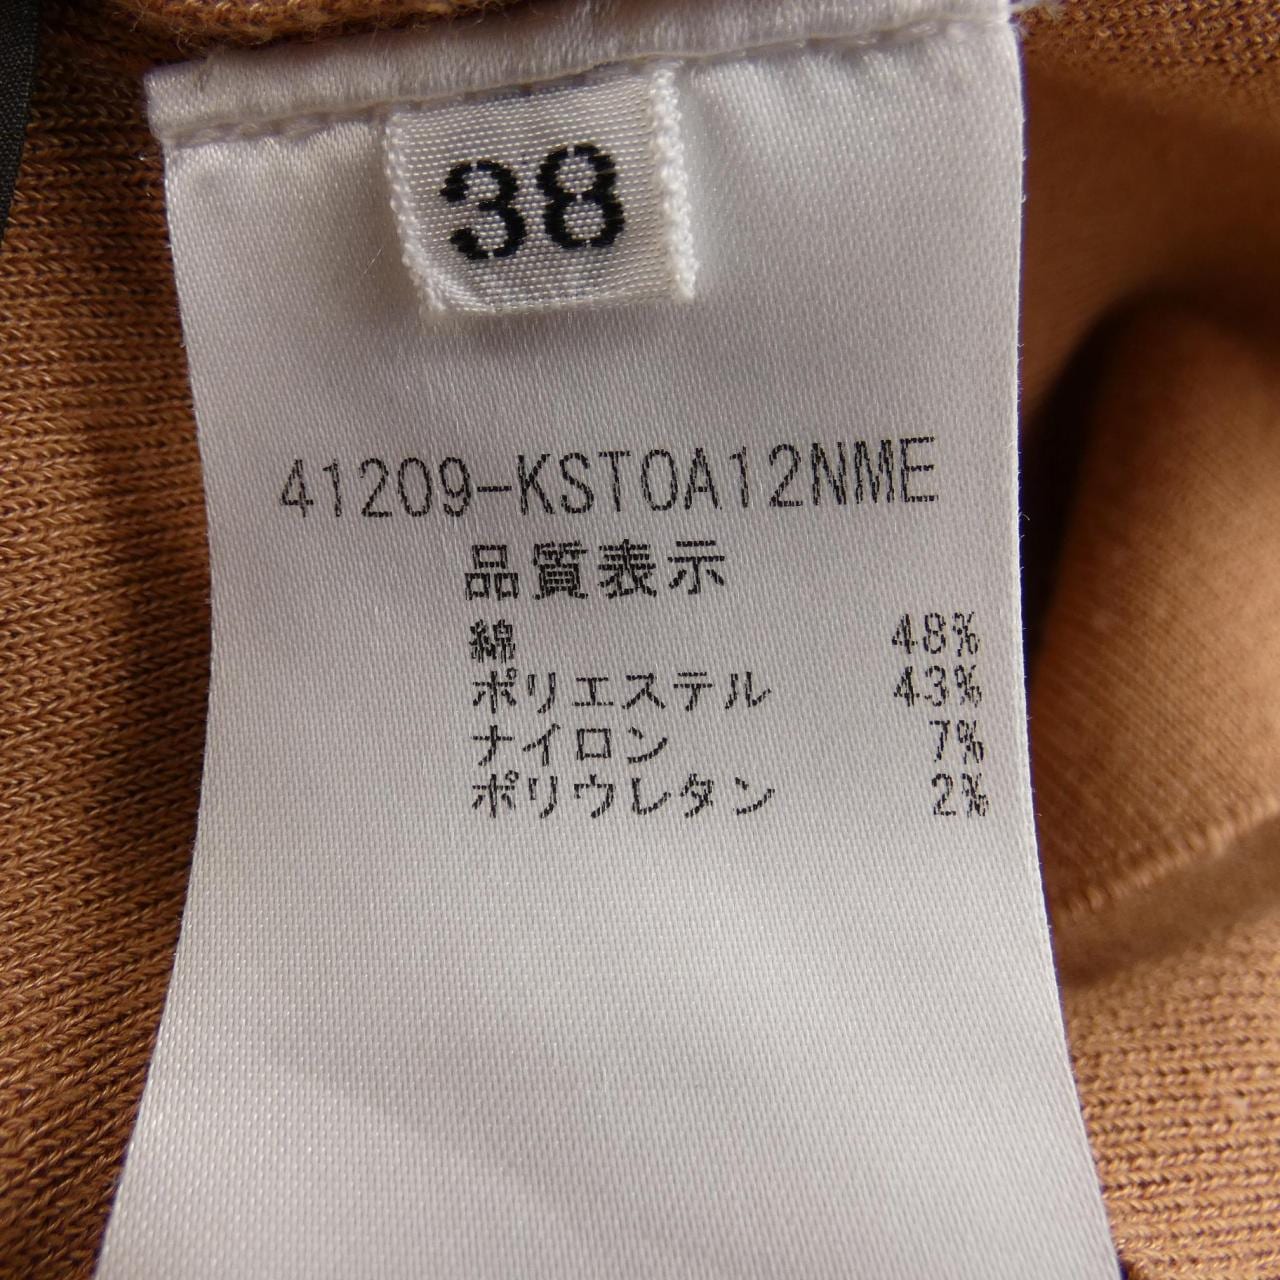 38
41209-KST0A12NME
品質表示
綿 48%
ポリエステル 43%
ナイロン 7%
ポリウレタン 2%